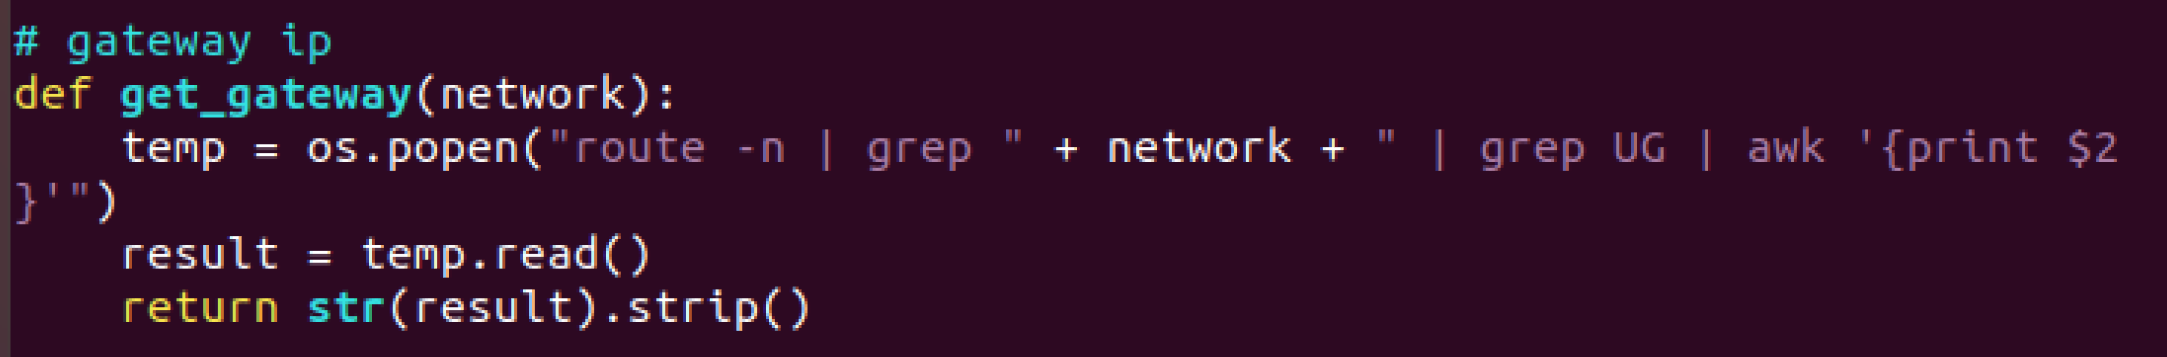 # gateway ip
def get_gateway(network):
    temp = os.popen("route -n | grep " + network + " | grep UG | awk '{print $2
}'")
    result = temp.read()
    return str(result).strip()